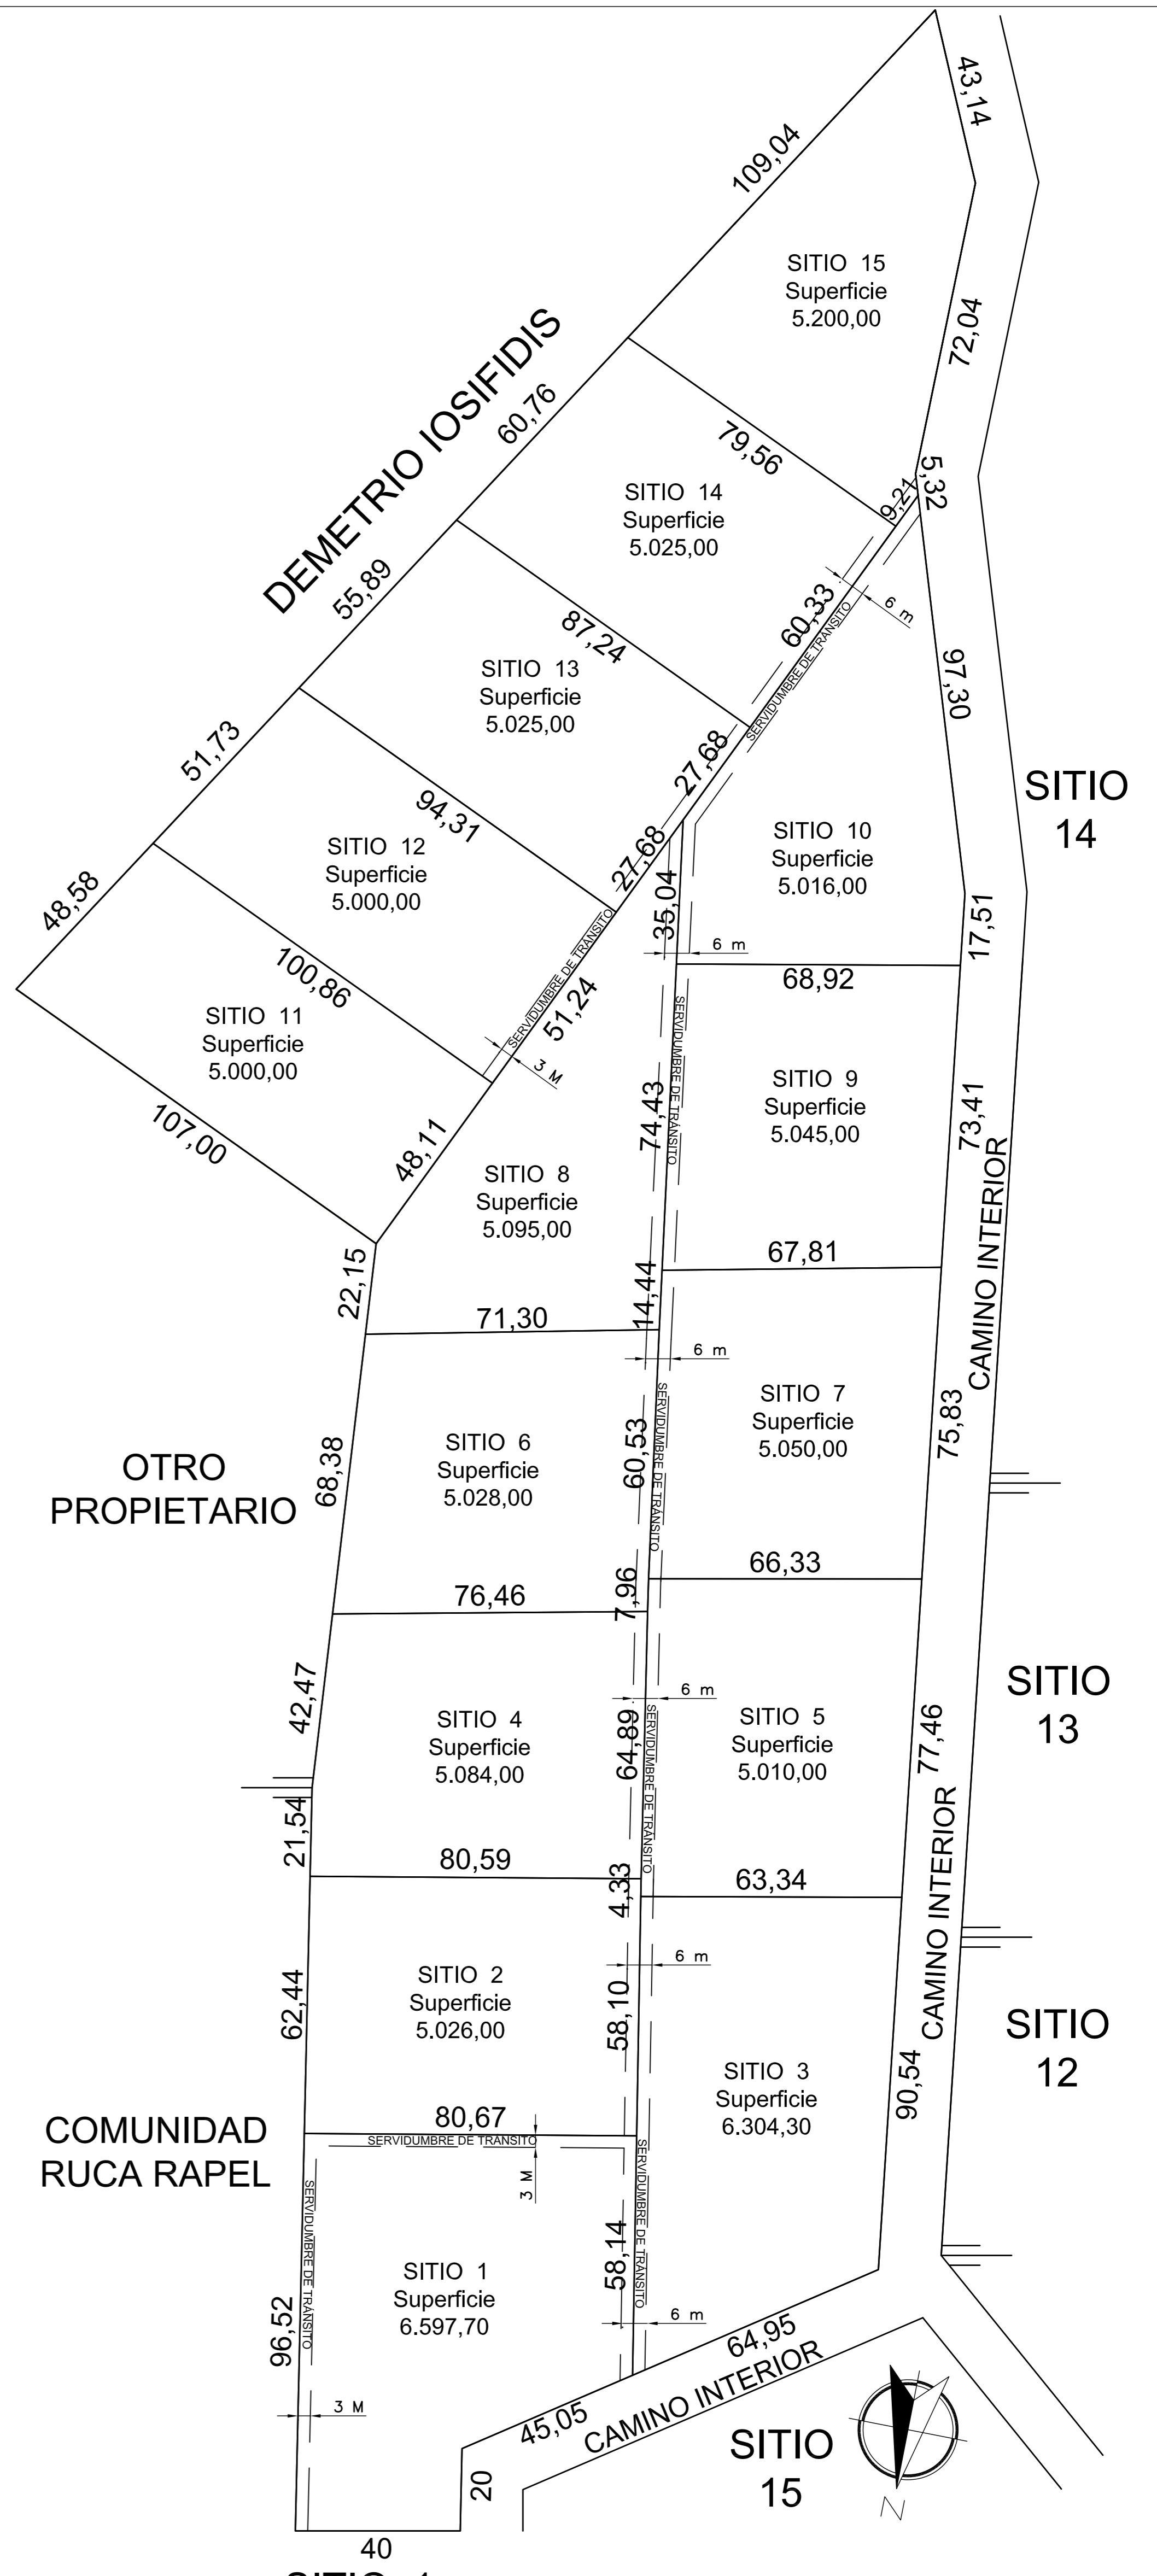 43,14
109,04
SITIO 15
Superficie
5.200,00
72,04
DEMETRIO IOSIFIDIS
60,76
79,56
5,32
9,21
SITIO 14
Superficie
5.025,00
55,89
60,33
6 m
SERVIDUMBRE DE TRÁNSITO
87,24
SITIO 13
Superficie
5.025,00
97,30
51,73
27,68
SITIO
14
94,31
27,68
SITIO 10
Superficie
5.016,00
SITIO 12
Superficie
5.000,00
48,58
35,04
17,51
6 m
SERVIDUMBRE DE TRÁNSITO
100,86
68,92
51,24
SITIO 11
Superficie
5.000,00
3 M
SERVIDUMBRE DE TRÁNSITO
SITIO 9
Superficie
5.045,00
74,43
73,41
107,00
48,11
SITIO 8
Superficie
5.095,00
CAMINO INTERIOR
67,81
22,15
14,44
71,30
6 m
SITIO 7
Superficie
5.050,00
75,83
SERVIDUMBRE DE TRÁNSITO
SITIO 6
Superficie
5.028,00
60,53
68,38
OTRO
PROPIETARIO
66,33
76,46
7,96
42,47
6 m
SITIO
13
SITIO 4
Superficie
5.084,00
64,89
SERVIDUMBRE DE TRÁNSITO
SITIO 5
Superficie
5.010,00
77,46
21,54
80,59
4,33
63,34
CAMINO INTERIOR
6 m
SITIO 2
Superficie
5.026,00
62,44
58,10
SITIO
12
SITIO 3
Superficie
6.304,30
90,54
80,67
SERVIDUMBRE DE TRÁNSITO
COMUNIDAD
RUCA RAPEL
3 M
SERVIDUMBRE DE TRÁNSITO
SERVIDUMBRE DE TRÁNSITO
58,14
SITIO 1
Superficie
6.597,70
96,52
6 m
64,95
3 M
45,05
CAMINO INTERIOR
SITIO
15
20
N
40